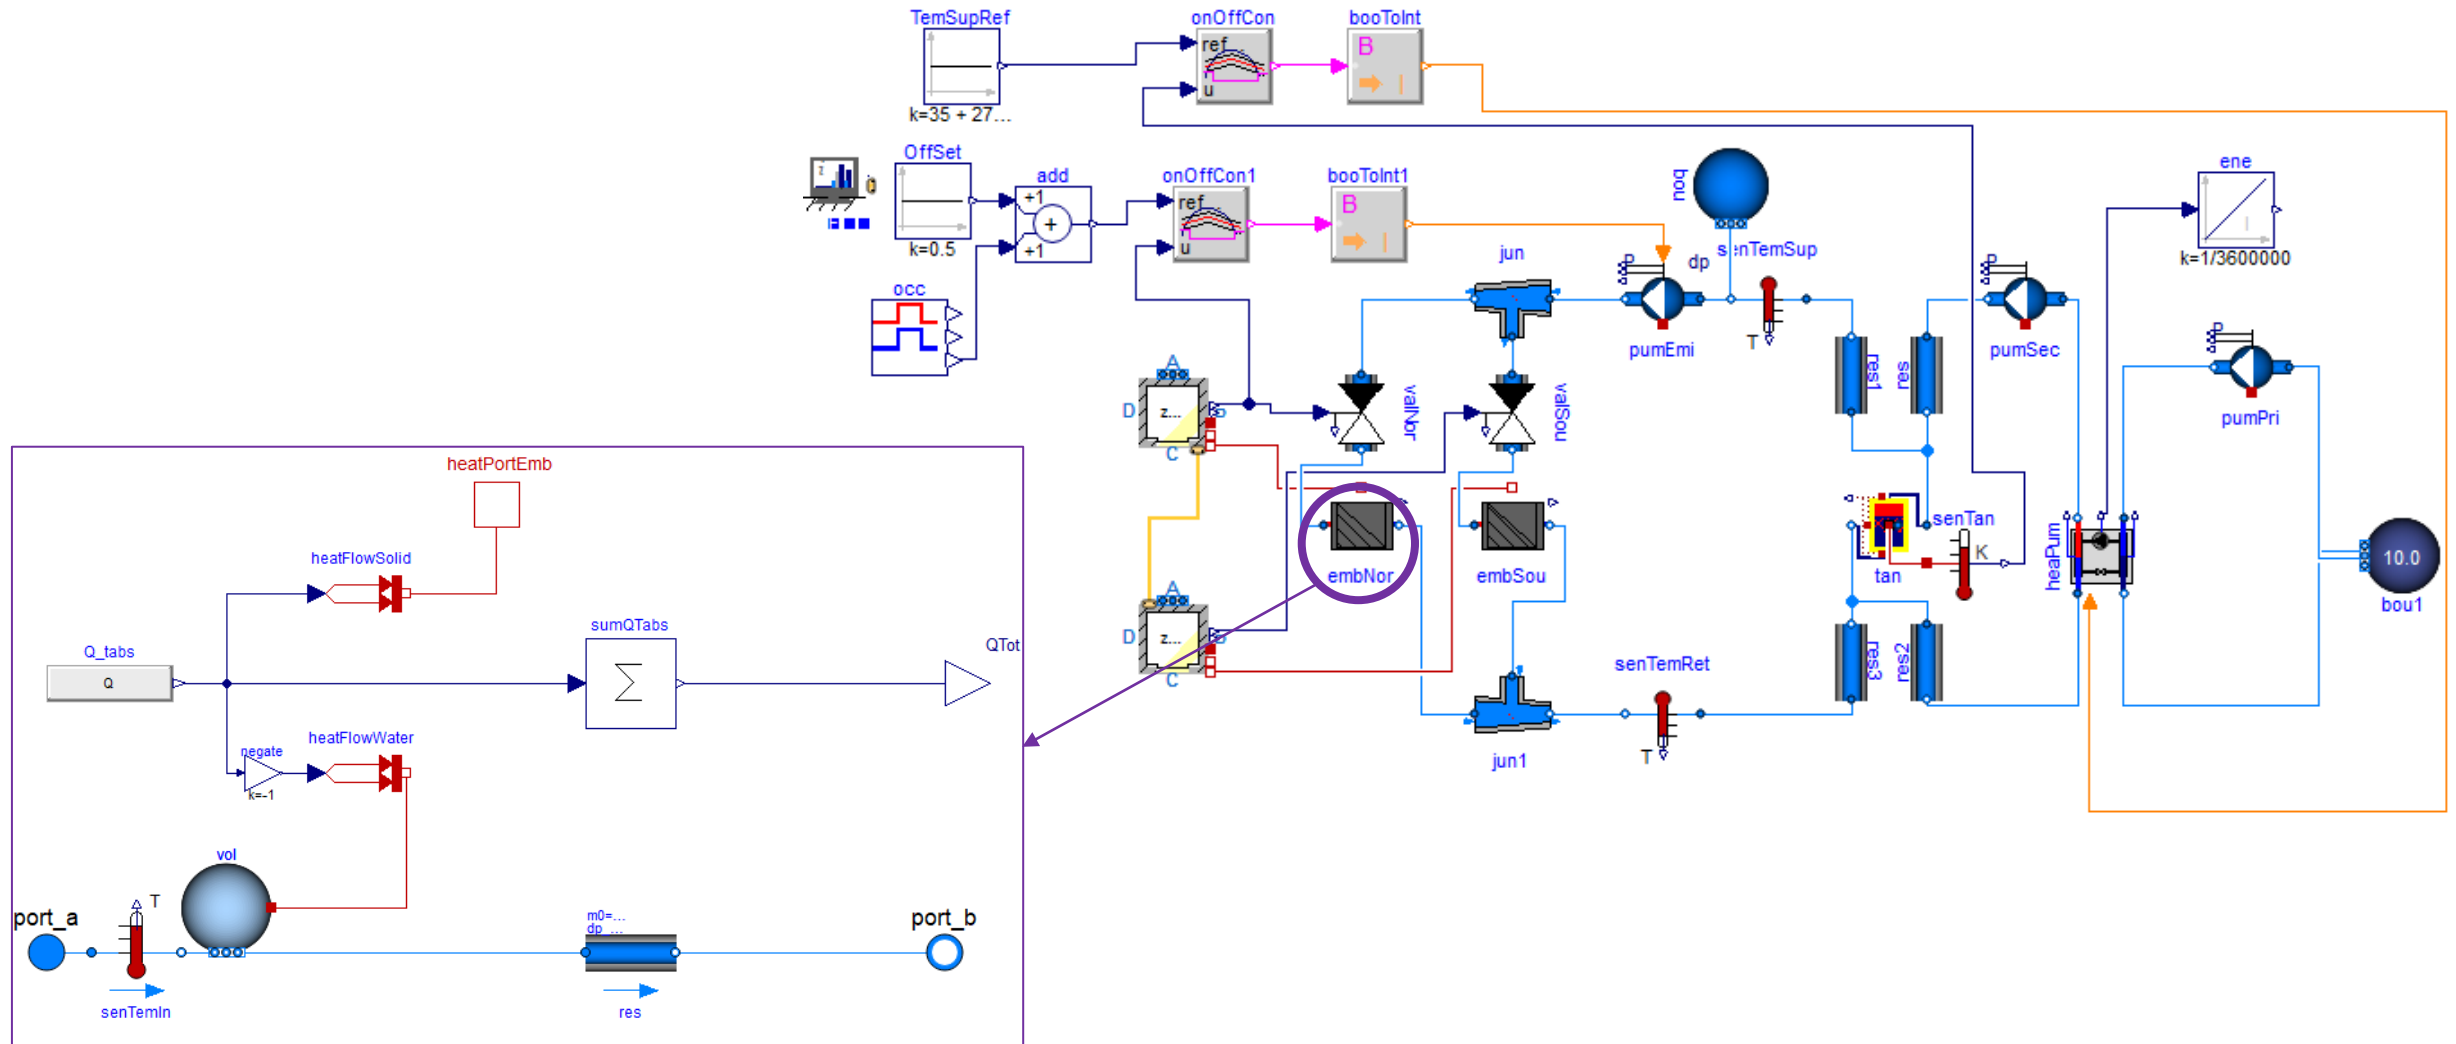 TemSupRef
onOffCon
booToInt
ref
u
B
k=35 + 27...
OffSet
add
onOffCon1
booToInt1
+1
+
+1
ref
u
B
k=0.5
occ
bou
ene
k=1/3600000
jun
dp
senTemSup
P
P
P
T
pumEmi
pumSec
pumPri
res1
res
A
D
z...
C
valNor
valSou
embNor
embSou
tan
senTan
K
heaPum
10.0
bou1
A
D
z...
C
senTemRet
T
res3
res2
jun1
heatPortEmb
heatFlowSolid
sumQTabs
Σ
QTot
Q_tabs
Q
negate
k=-1
heatFlowWater
vol
port_a
T
senTemIn
m0=...
dp ...
res
port_b